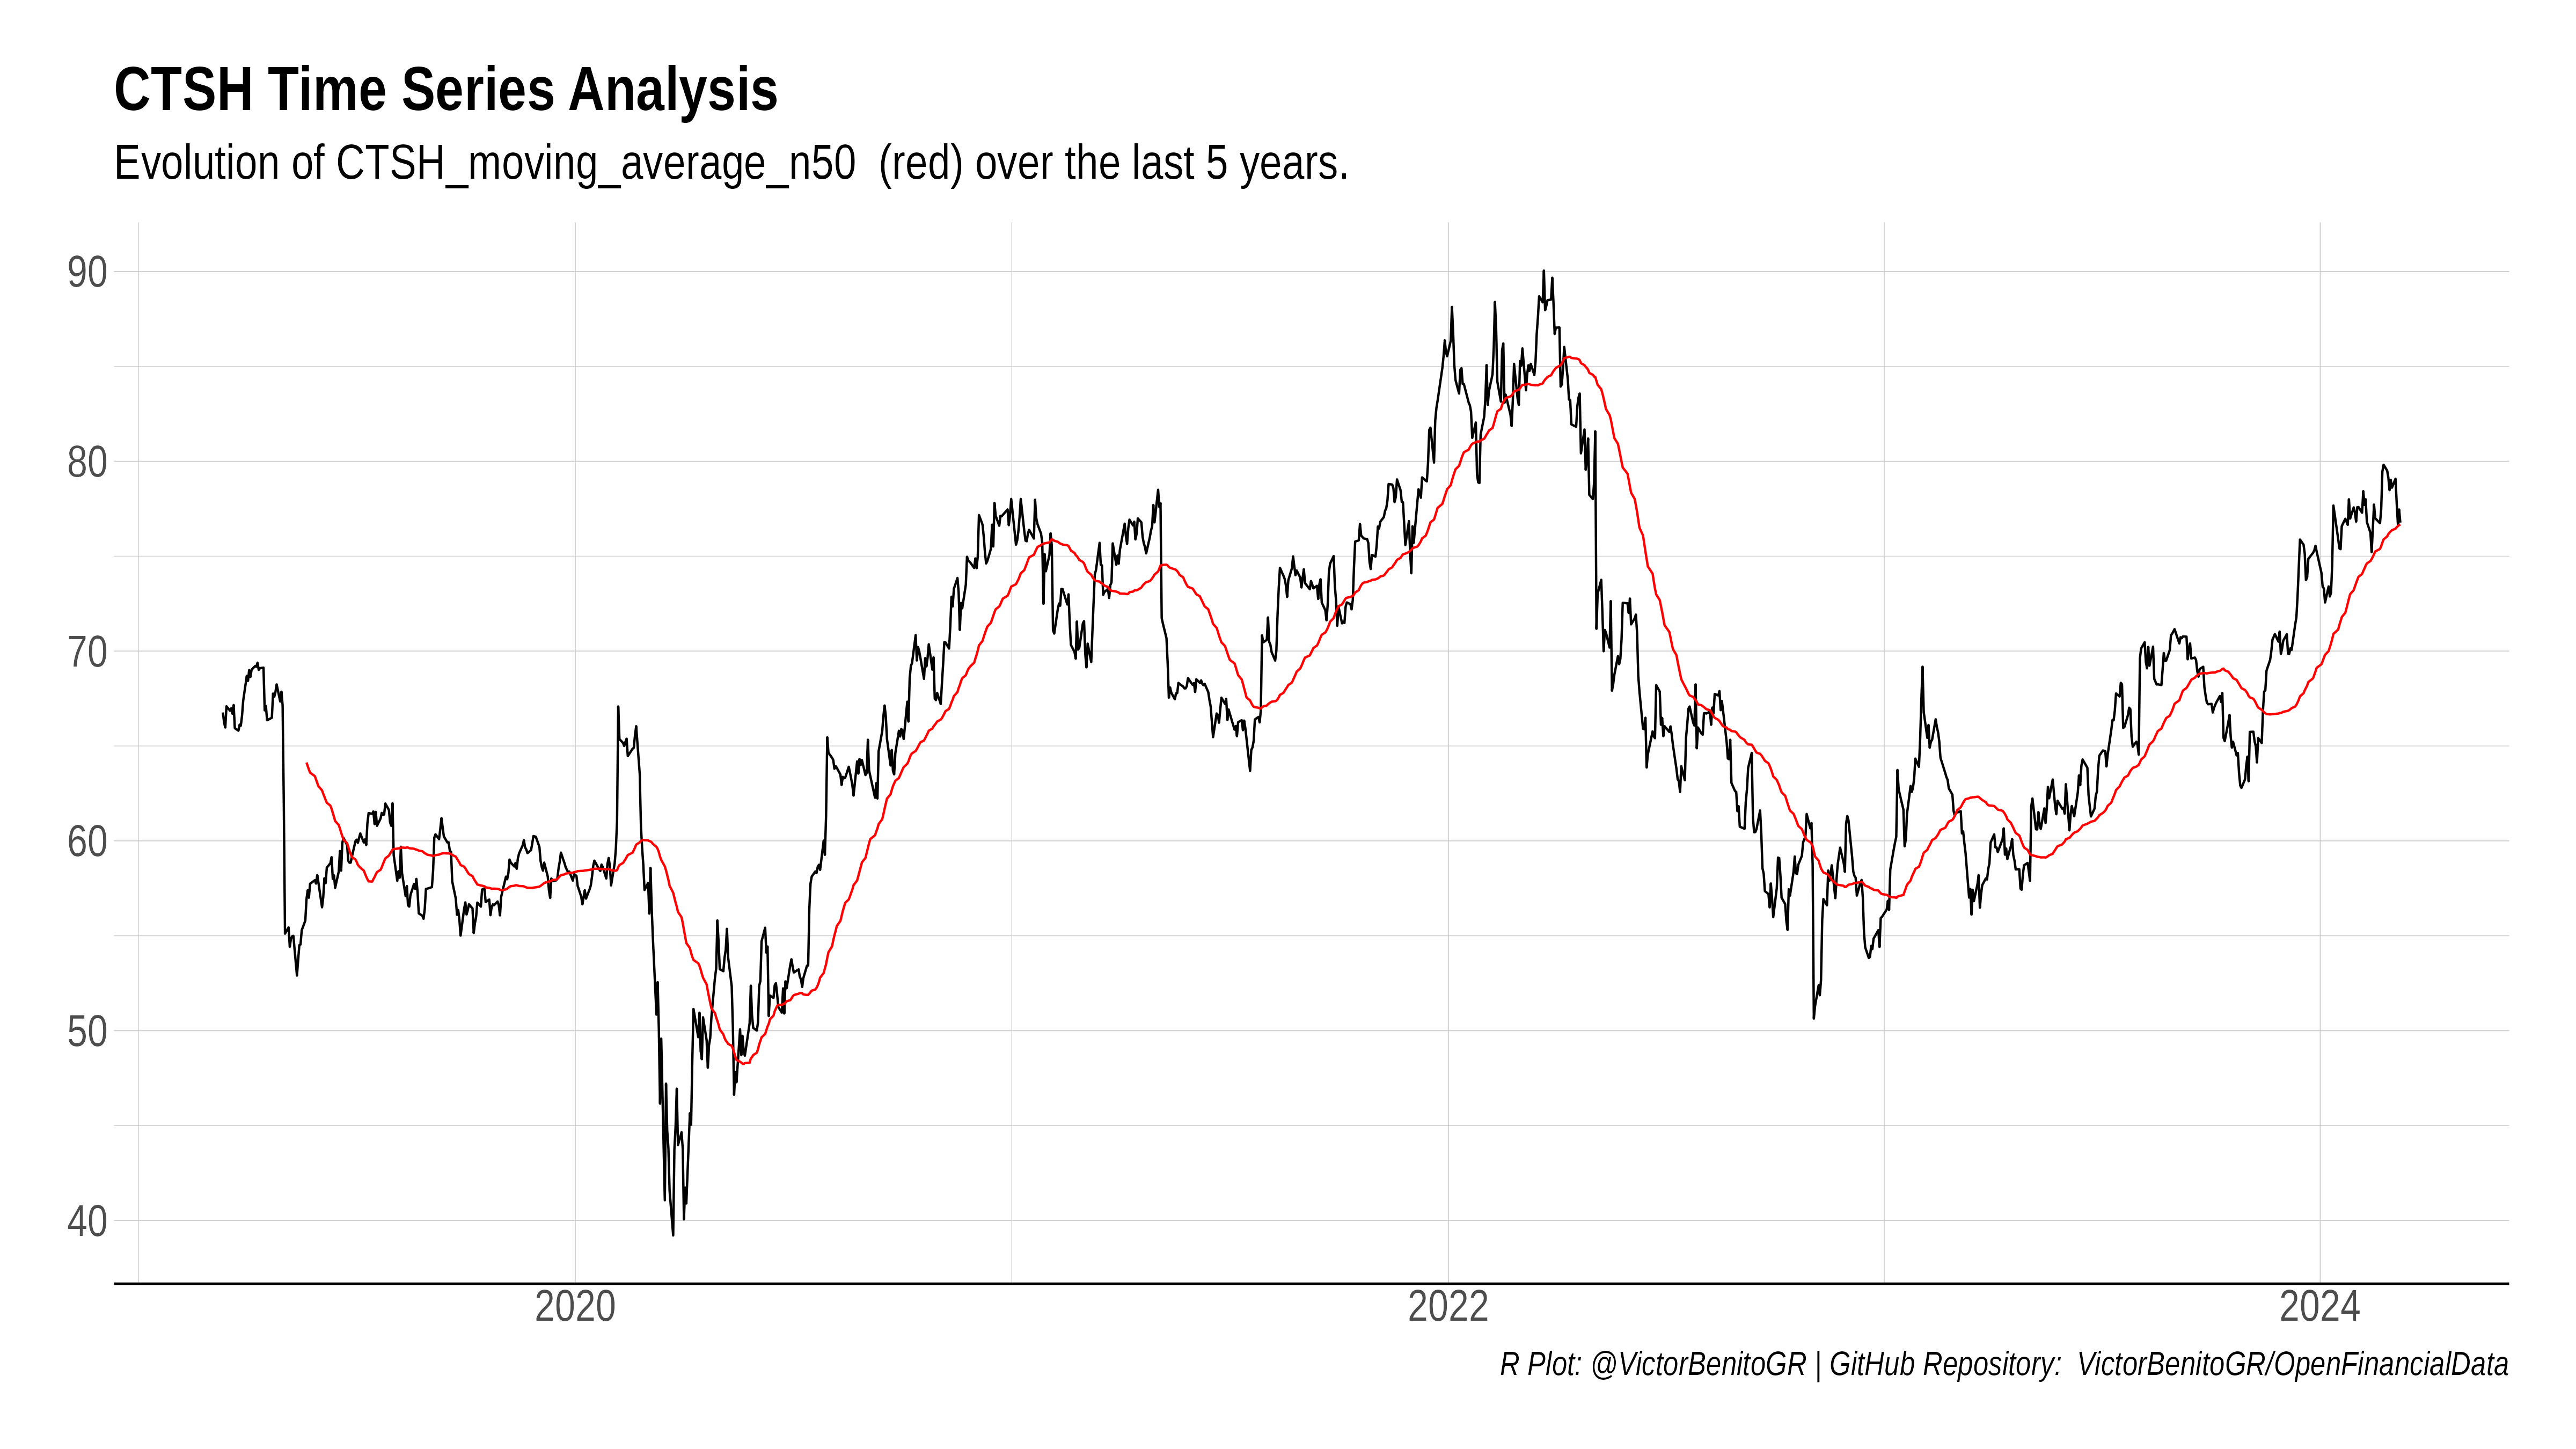 CTSH Time Series Analysis
Evolution of CTSH_moving_average_n50  (red) over the last 5 years.
90
80
70
60
50
40
2020 2022 2024
R Plot: @VictorBenitoGR | GitHub Repository:  VictorBenitoGR/OpenFinancialData